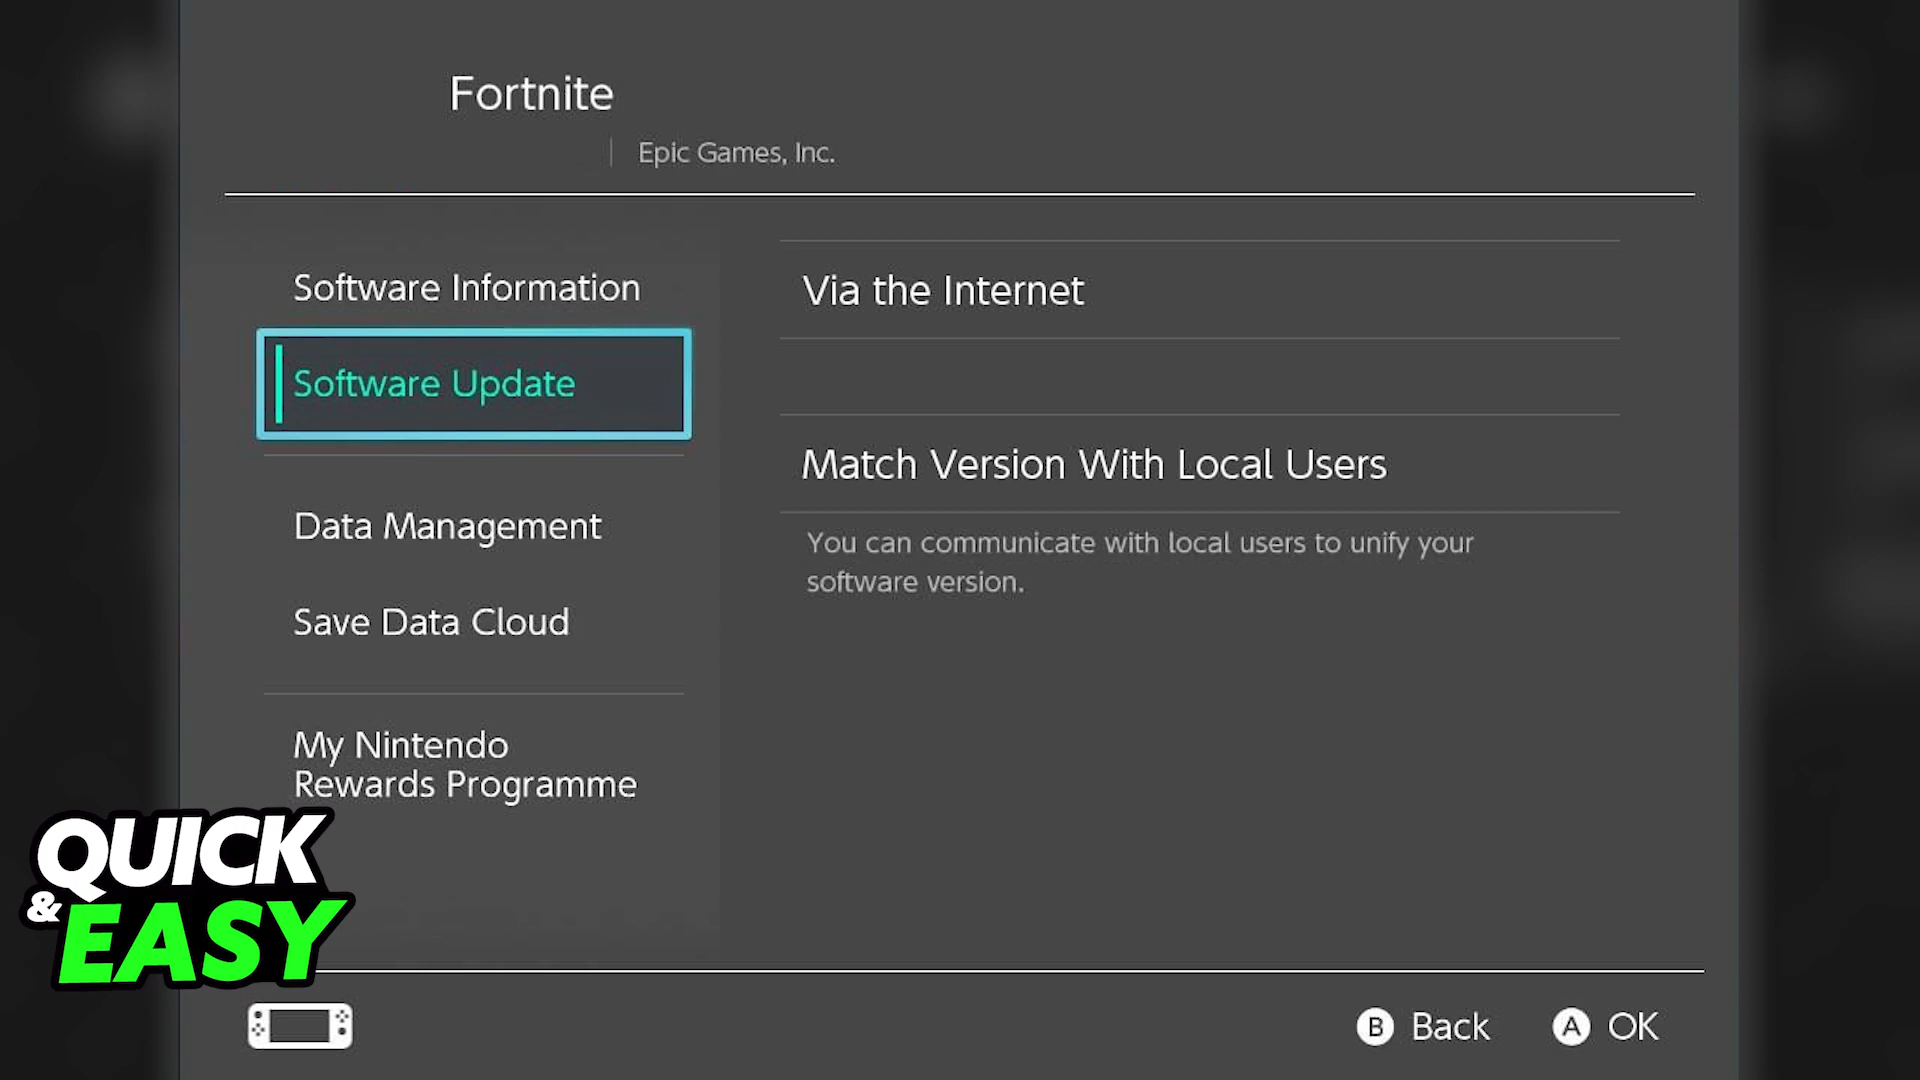 Fortnite
Epic Games, Inc.
Software Information
Software Update
Data Management
Save Data Cloud
My Nintendo
Rewards Programme
Via the Internet
Match Version With Local Users
You can communicate with local users to unify your
software version.
QUICK
& EASY
B Back A OK